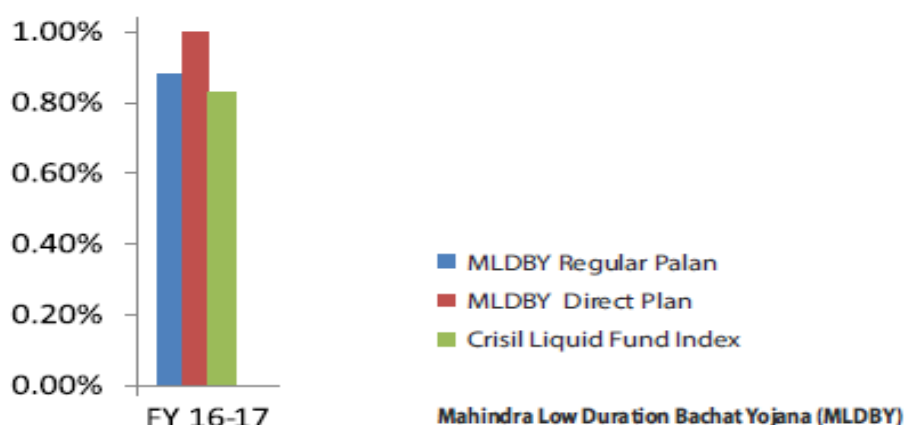 1.00%
0.80%
0.60%
0.40%
0.20%
0.00%
FY 16-17
MLDBY Regular Palan
MLDBY Direct Plan
Crisil Liquid Fund Index
Mahindra Low Duration Bachat Yojana (MLDBY)